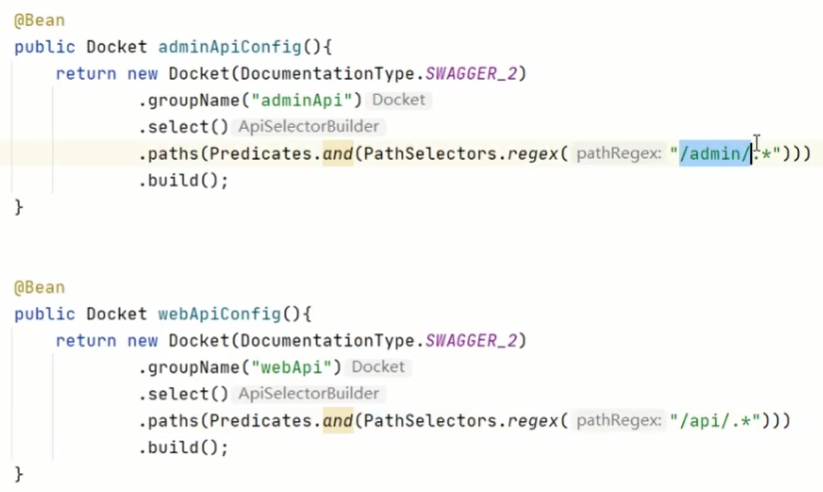 @Bean
public Docket adminApiConfig(){
return new Docket(DocumentationType.SWAGGER_2)
.groupName("adminApi") Docket
.select() ApiSelectorBuilder
.paths(Predicates.and(PathSelectors.regex( pathRegex: "/admin/.*")))
.build();
}
@Bean
public Docket webApiConfig(){
return new Docket(DocumentationType.SWAGGER_2)
.groupName("webApi") Docket
.select() ApiSelectorBuilder
.paths(Predicates.and(PathSelectors.regex( pathRegex: "/api/.*")))
.build();
}